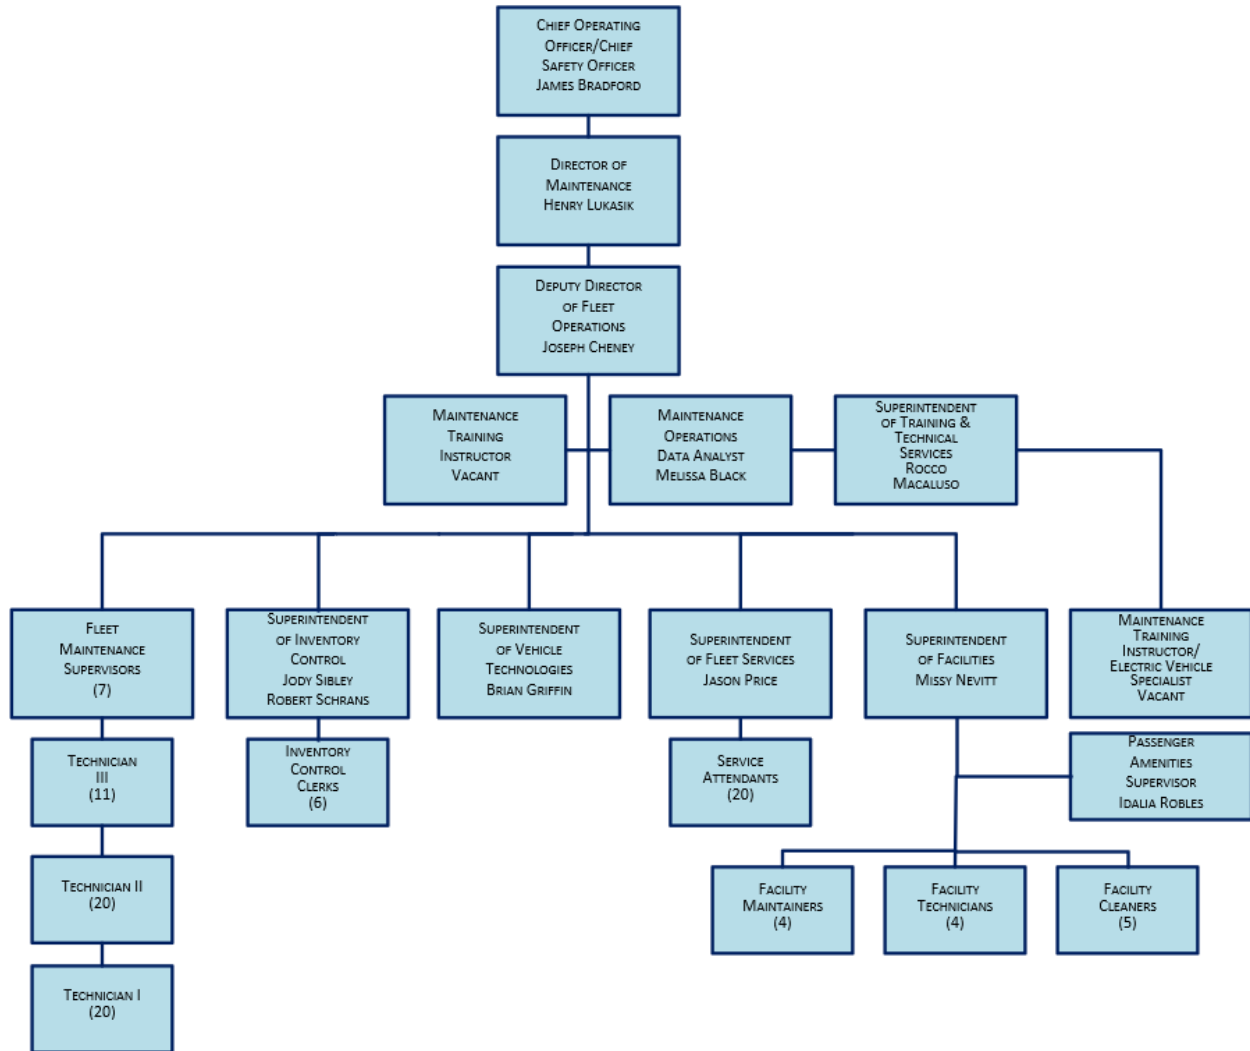 Chief Operating
Officer/Chief
Safety Officer
James Bradford
Director of
Maintenance
Henry Lukasik
Deputy Director
of Fleet
Operations
Joseph Cheney
Maintenance
Training
Instructor
Vacant
Maintenance
Operations
Data Analyst
Melissa Black
Superintendent
of Training &
Technical
Services
Rocco
Macaluso
Fleet
Maintenance
Supervisors
(7)
Superintendent
of Inventory
Control
Jody Sibley
Robert Schrans
Superintendent
of Vehicle
Technologies
Brian Griffin
Superintendent
of Fleet Services
Jason Price
Superintendent
of Facilities
Missy Nevitt
Maintenance
Training
Instructor/
Electric Vehicle
Specialist
Vacant
Technician
III
(11)
Inventory
Control
Clerks
(6)
Service
Attendants
(20)
Passenger
Amenities
Supervisor
Idalia Robles
Technician II
(20)
Facility
Maintainers
(4)
Facility
Technicians
(4)
Facility
Cleaners
(5)
Technician I
(20)